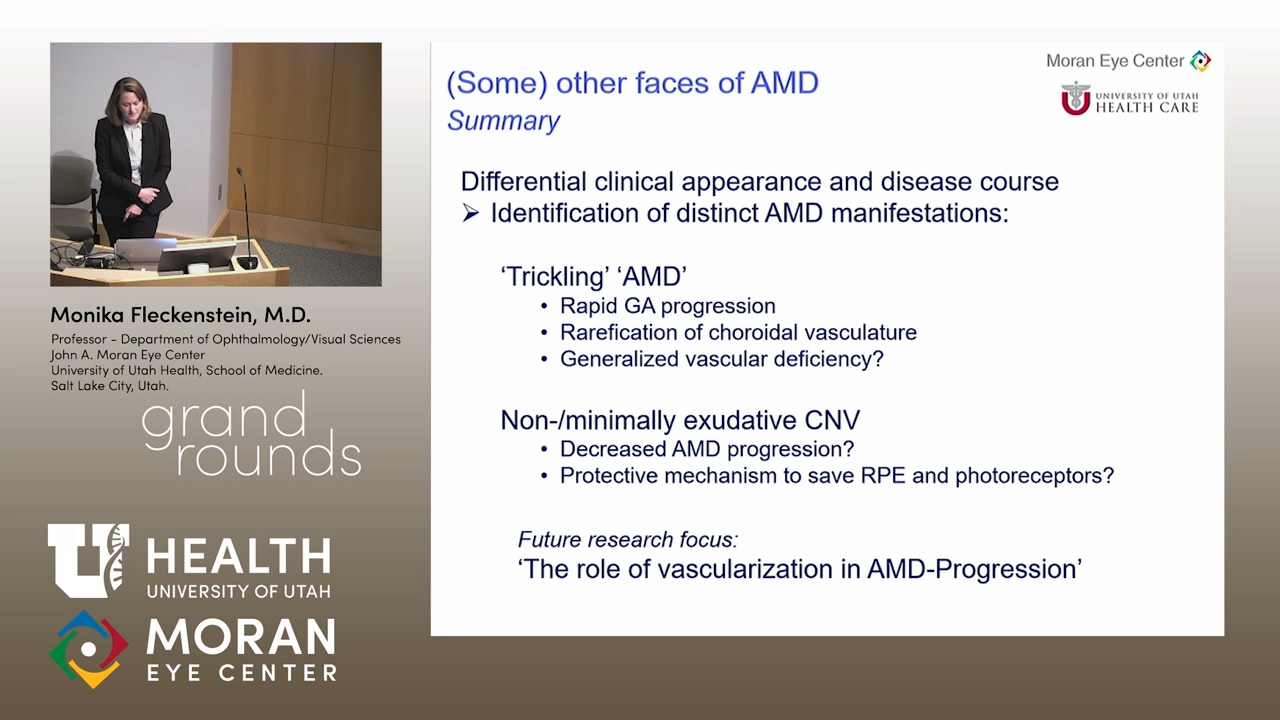 Monika Fleckenstein, M.D.
Professor - Department of Ophthalmology/Visual Sciences
John A. Moran Eye Center
University of Utah Health, School of Medicine.
Salt Lake City, Utah.
grand
rounds
U
HEALTH
UNIVERSITY OF UTAH
MORAN
EYE CENTER
Moran Eye Center
UNIVERSITY OF UTAH
HEALTH CARE
(Some) other faces of AMD
Summary
Differential clinical appearance and disease course
➢ Identification of distinct AMD manifestations:
‘Trickling’ ‘AMD’
• Rapid GA progression
• Rarefication of choroidal vasculature
• Generalized vascular deficiency?
Non-/minimally exudative CNV
• Decreased AMD progression?
• Protective mechanism to save RPE and photoreceptors?
Future research focus:
‘The role of vascularization in AMD-Progression’